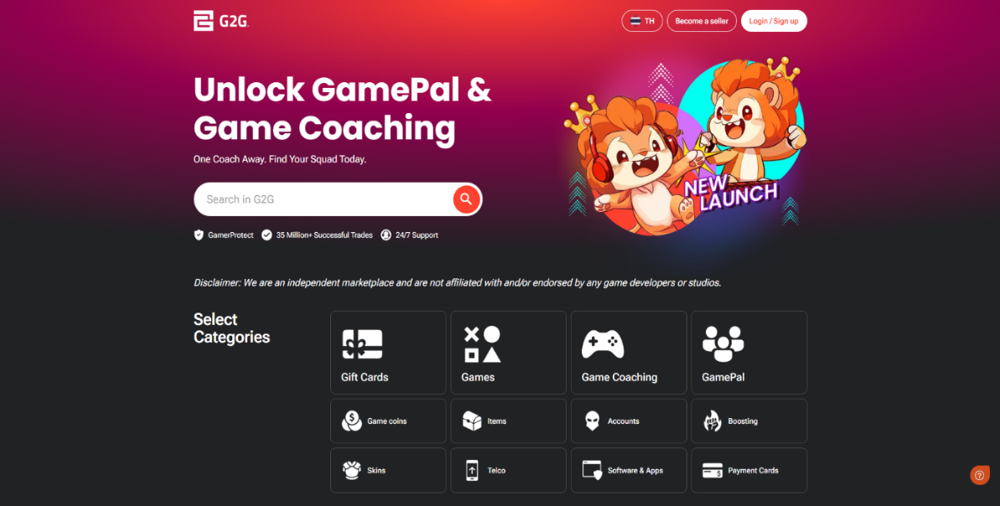 G2G.
TH
Become a seller
Login / Sign up
Unlock GamePal &
Game Coaching
One Coach Away. Find Your Squad Today.
NEW
LAUNCH
Search in G2G
GamerProtect
35 Million+ Successful Trades
24/7 Support
Disclaimer: We are an independent marketplace and are not affiliated with and/or endorsed by any game developers or studios.
Select
Categories
Gift Cards
Games
Game Coaching
GamePal
Game coins
Items
Accounts
Boosting
Skins
Telco
Software & Apps
Payment Cards